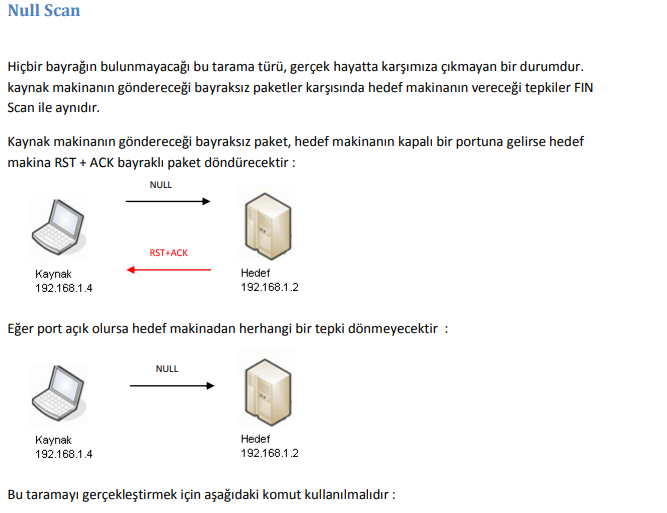 Null Scan
Hiçbir bayrağın bulunmayacağı bu tarama türü, gerçek hayatta karşımıza çıkmayan bir durumdur.
kaynak makinanın göndereceği bayraksız paketler karşısında hedef makinanın vereceği tepkiler FIN
Scan ile aynıdır.
Kaynak makinanın göndereceği bayraksız paket, hedef makinanın kapalı bir portuna gelirse hedef
makina RST + ACK bayraklı paket döndürecektir :
NULL
RST+ACK
Kaynak
192.168.1.4
Hedef
192.168.1.2
Eğer port açık olursa hedef makinadan herhangi bir tepki dönmeyecektir :
NULL
Kaynak
192.168.1.4
Hedef
192.168.1.2
Bu taramayı gerçekleştirmek için aşağıdaki komut kullanılmalıdır :